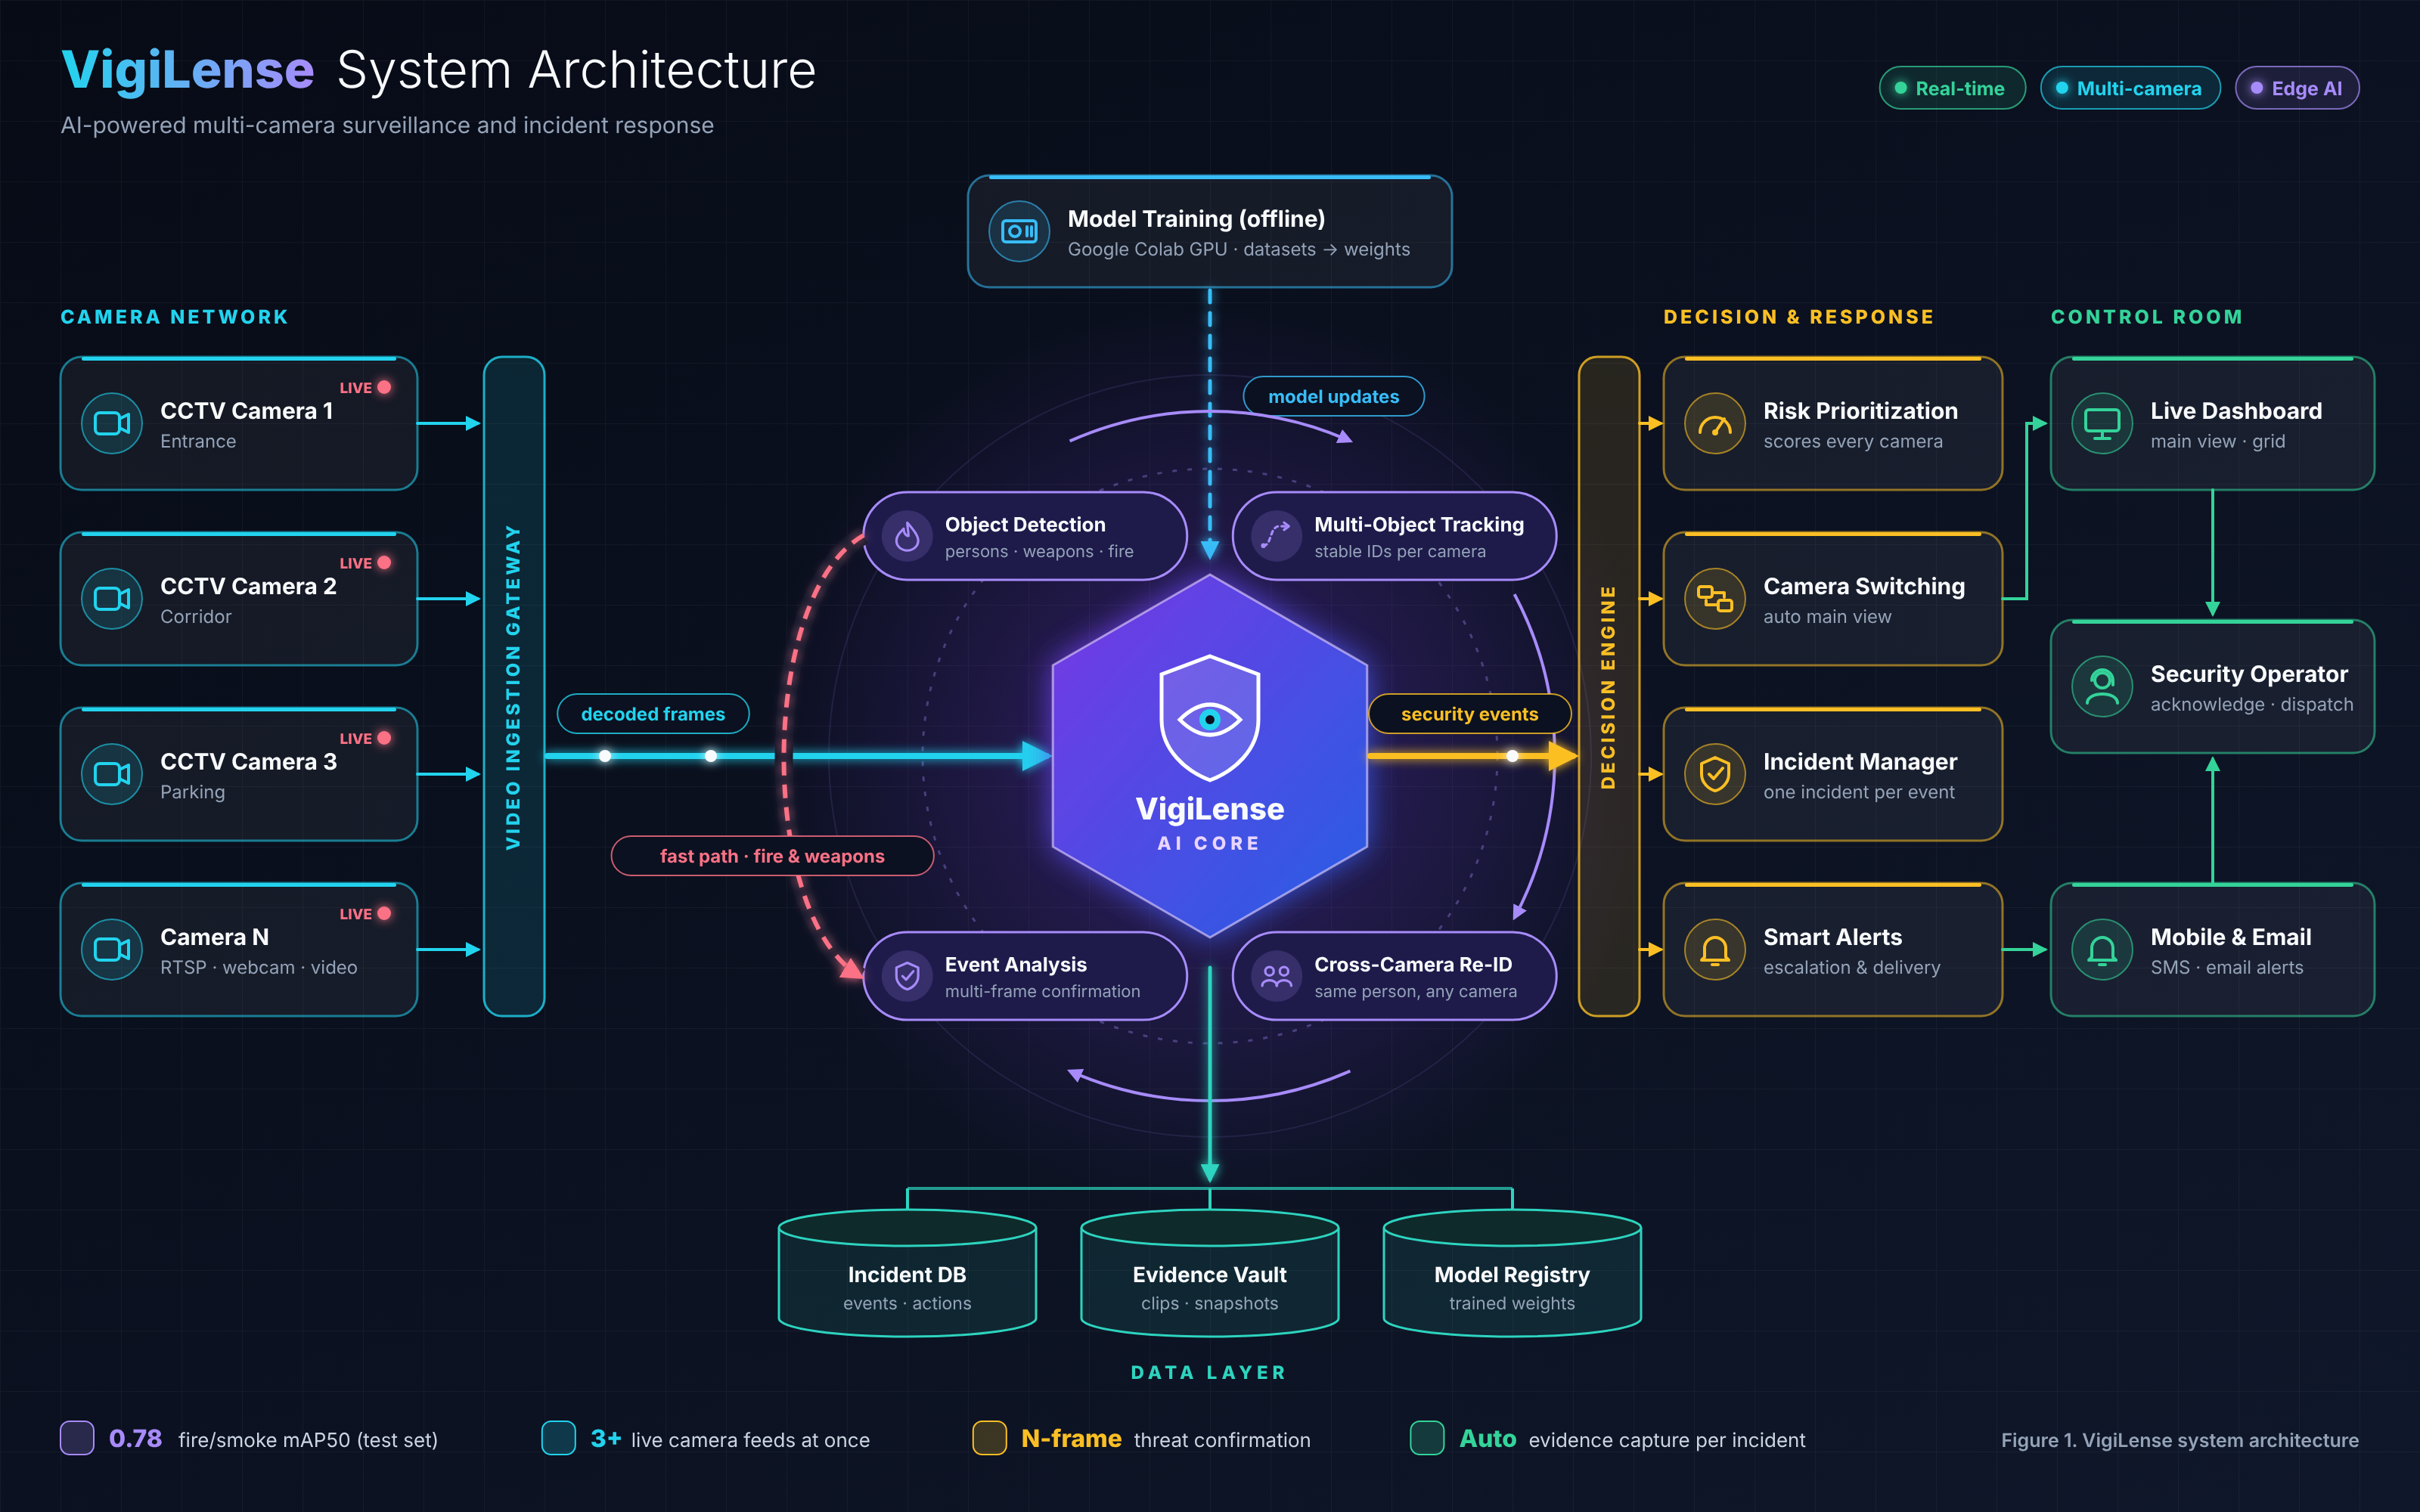 VigiLense System Architecture
AI-powered multi-camera surveillance and incident response
Real-time
Multi-camera
Edge AI
Model Training (offline)
Google Colab GPU · datasets → weights
model updates
CAMERA NETWORK
LIVE
CCTV Camera 1
Entrance
LIVE
CCTV Camera 2
Corridor
LIVE
CCTV Camera 3
Parking
LIVE
Camera N
RTSP · webcam · video
VIDEO INGESTION GATEWAY
decoded frames
fast path · fire & weapons
Object Detection
persons · weapons · fire
Multi-Object Tracking
stable IDs per camera
VigiLense
AI CORE
Event Analysis
multi-frame confirmation
Cross-Camera Re-ID
same person, any camera
security events
DECISION ENGINE
DECISION & RESPONSE
Risk Prioritization
scores every camera
Camera Switching
auto main view
Incident Manager
one incident per event
Smart Alerts
escalation & delivery
CONTROL ROOM
Live Dashboard
main view · grid
Security Operator
acknowledge · dispatch
Mobile & Email
SMS · email alerts
Incident DB
events · actions
Evidence Vault
clips · snapshots
Model Registry
trained weights
DATA LAYER
0.78 fire/smoke mAP50 (test set)
3+ live camera feeds at once
N-frame threat confirmation
Auto evidence capture per incident
Figure 1. VigiLense system architecture